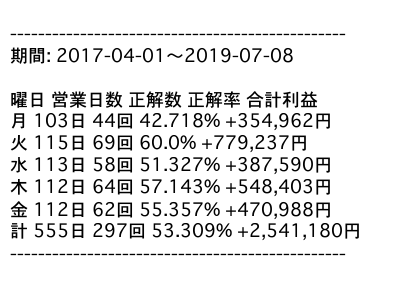 ------------------------------------------------
期間: 2017-04-01〜2019-07-08
曜日 営業日数 正解数 正解率 合計利益
月 103日 44回 42.718% +354,962円
火 115日 69回 60.0% +779,237円
水 113日 58回 51.327% +387,590円
木 112日 64回 57.143% +548,403円
金 112日 62回 55.357% +470,988円
計 555日 297回 53.309% +2,541,180円
------------------------------------------------